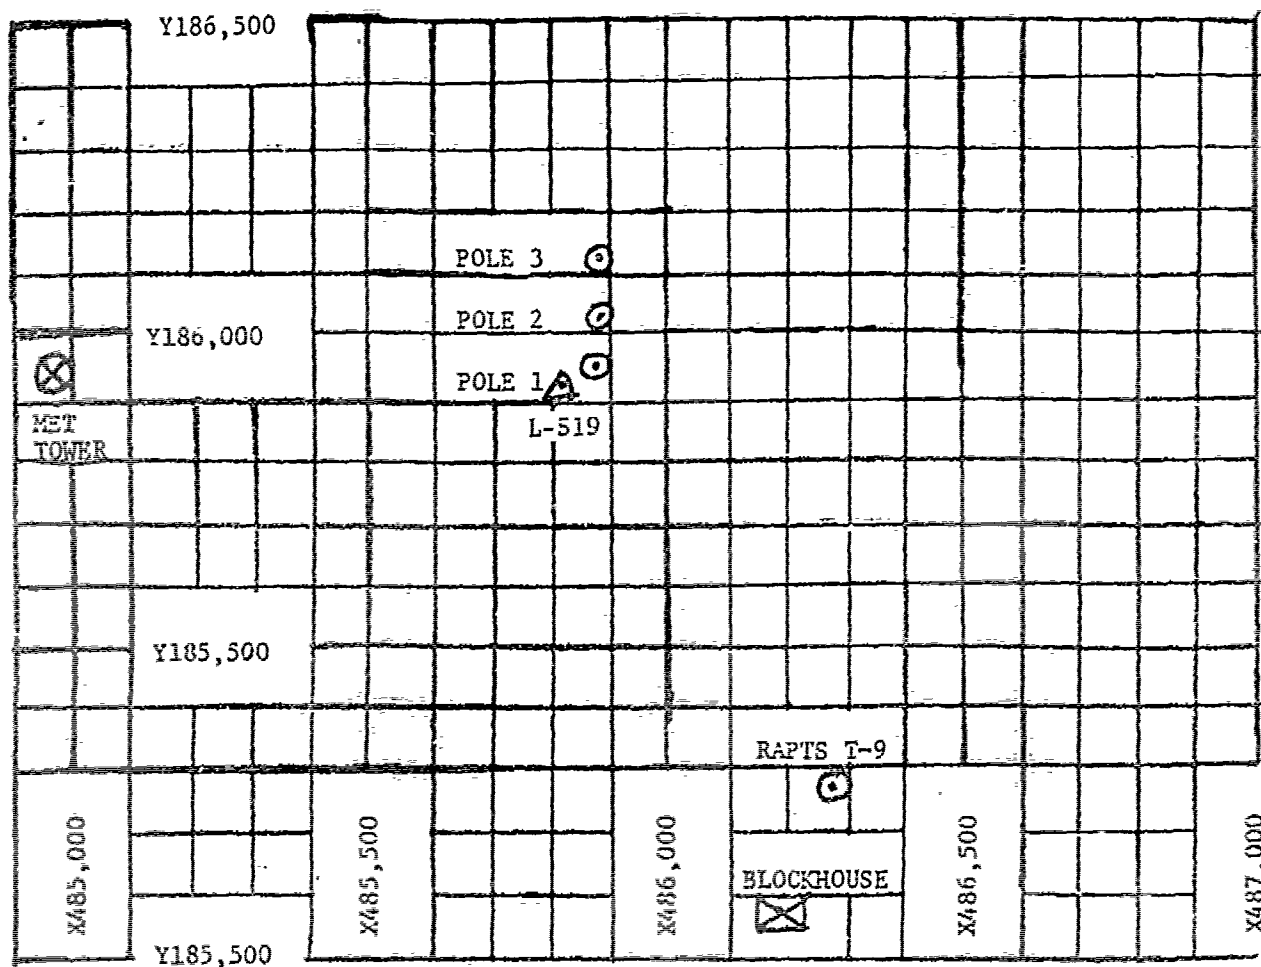 Y186,500
POLE 3
POLE 2
Y186,000
POLE 1
L-519
MET
TOWER
Y185,500
RAPTS T-9
X485,000
X485,500
X486,000
BLOCKHOUSE
X486,500
X487,000
Y185,500